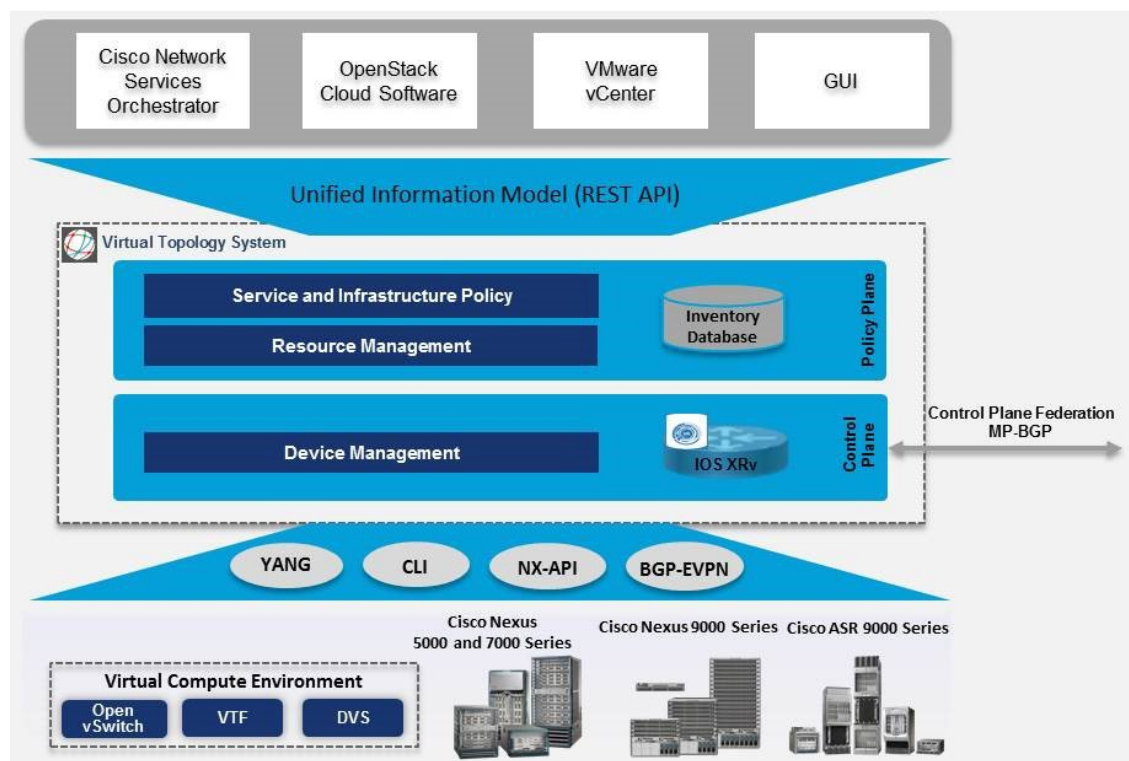 Cisco Network
Services
Orchestrator
OpenStack
Cloud Software
VMware
vCenter
GUI
Unified Information Model (REST API)
Virtual Topology System
Service and Infrastructure Policy
Resource Management
Inventory
Database
Policy Plane
Device Management
IOS XRv
Control
Plane
Control Plane Federation
MP-BGP
YANG
CLI
NX-API
BGP-EVPN
Cisco Nexus
5000 and 7000 Series
Cisco Nexus 9000 Series
Cisco ASR 9000 Series
Virtual Compute Environment
Open
vSwitch
VTF
DVS